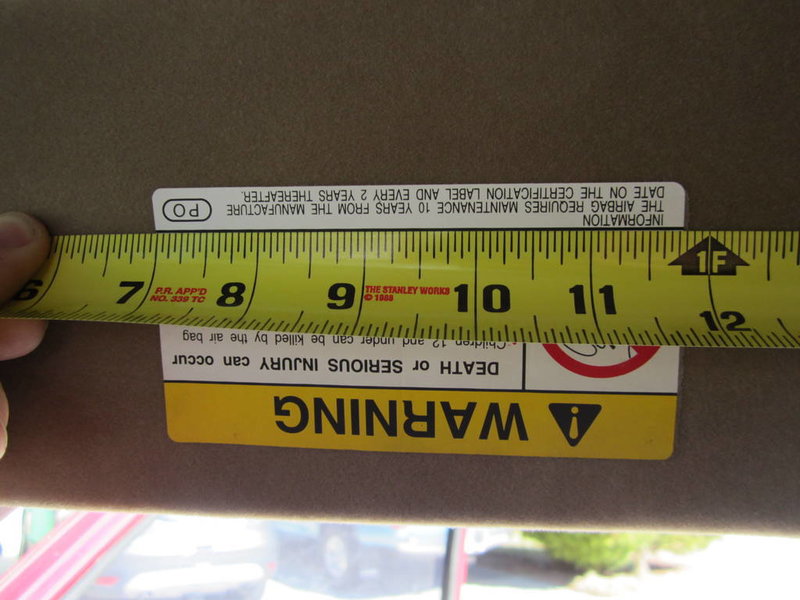 WARNING
DEATH or SERIOUS INJURY can occur
• Children 12 and under can be killed by the air bag
INFORMATION
THE AIRBAG REQUIRES MAINTENANCE 10 YEARS FROM THE MANUFACTURE
DATE ON THE CERTIFICATION LABEL AND EVERY 2 YEARS THEREAFTER.
PO
6 7 8 9 10 11 12
1F
P.R. APP'D
NO. 339 TC
THE STANLEY WORKS
© 1988